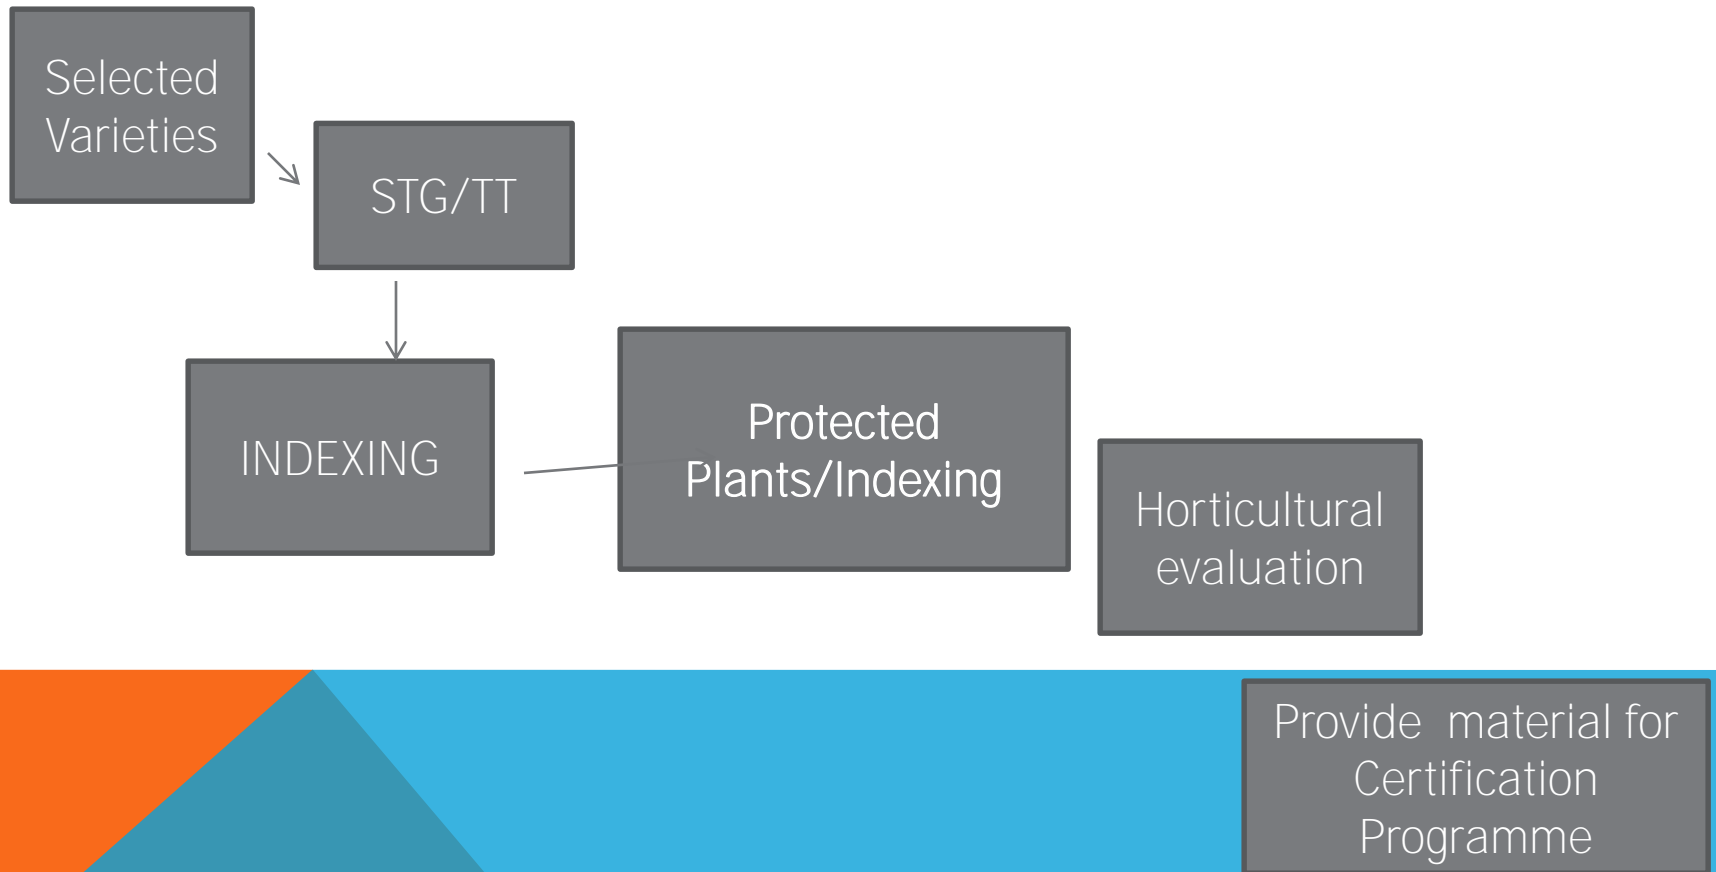 Selected
Varieties
STG/TT
INDEXING
Protected
Plants/Indexing
Horticultural
evaluation
Provide  material for
Certification
Programme